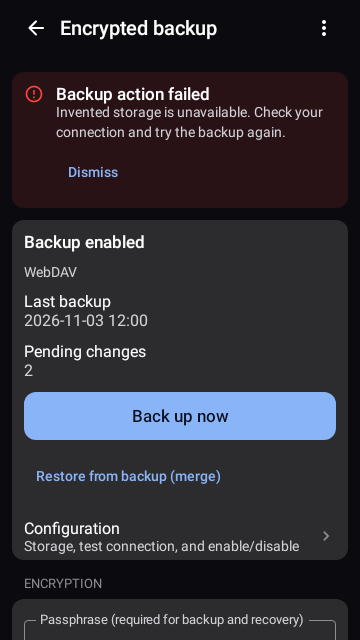 Encrypted backup
Backup action failed
Invented storage is unavailable. Check your
connection and try the backup again.
Dismiss
Backup enabled
WebDAV
Last backup
2026-11-03 12:00
Pending changes
2
Back up now
Restore from backup (merge)
Configuration
Storage, test connection, and enable/disable
ENCRYPTION
Passphrase (required for backup and recovery)